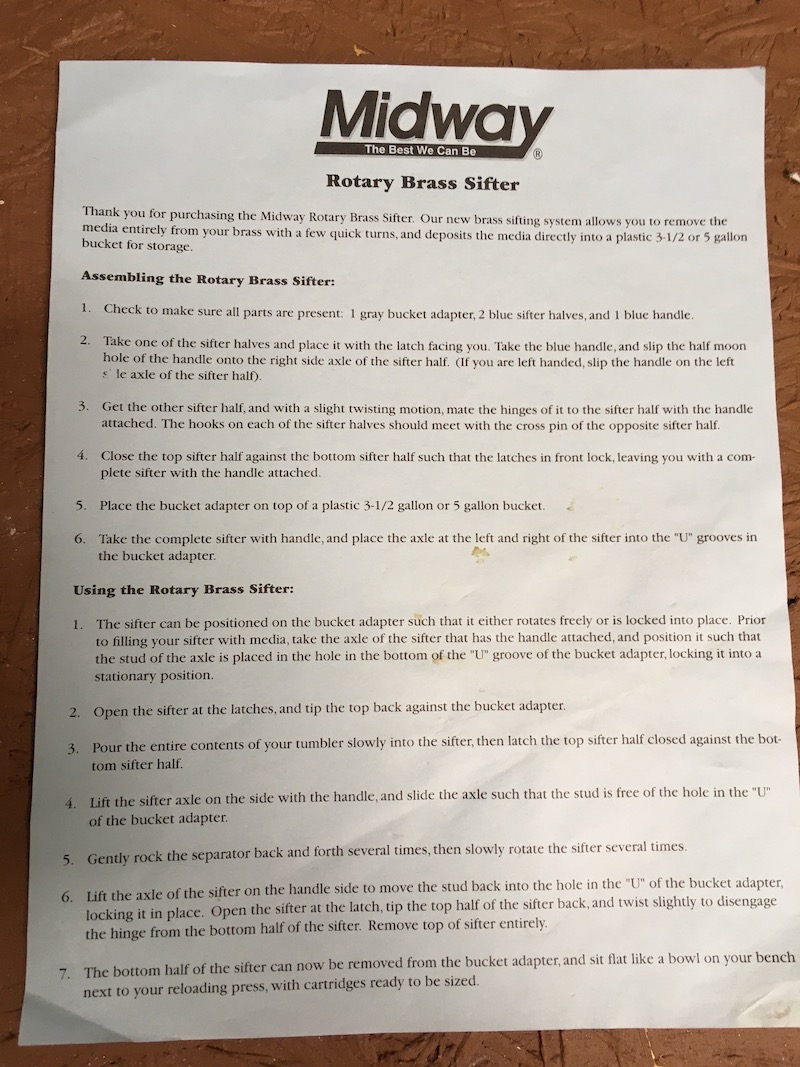 Midway
The Best We Can Be
®
Rotary Brass Sifter
Thank you for purchasing the Midway Rotary Brass Sifter. Our new brass sifting system allows you to remove the
media entirely from your brass with a few quick turns, and deposits the media directly into a plastic 3-1/2 or 5 gallon
bucket for storage.
Assembling the Rotary Brass Sifter:
1. Check to make sure all parts are present: 1 gray bucket adapter, 2 blue sifter halves, and 1 blue handle.
2. Take one of the sifter halves and place it with the latch facing you. Take the blue handle, and slip the half moon
hole of the handle onto the right side axle of the sifter half. (If you are left handed, slip the handle on the left
axle of the sifter half).
3. Get the other sifter half, and with a slight twisting motion, mate the hinges of it to the sifter half with the handle
attached. The hooks on each of the sifter halves should meet with the cross pin of the opposite sifter half.
4. Close the top sifter half against the bottom sifter half such that the latches in front lock, leaving you with a com-
plete sifter with the handle attached.
5. Place the bucket adapter on top of a plastic 3-1/2 gallon or 5 gallon bucket.
6. Take the complete sifter with handle, and place the axle at the left and right of the sifter into the "U" grooves in
the bucket adapter.
Using the Rotary Brass Sifter:
1. The sifter can be positioned on the bucket adapter such that it either rotates freely or is locked into place. Prior
to filling your sifter with media, take the axle of the sifter that has the handle attached, and position it such that
the stud of the axle is placed in the hole in the bottom of the "U" groove of the bucket adapter, locking it into a
stationary position.
2. Open the sifter at the latches, and tip the top back against the bucket adapter.
3. Pour the entire contents of your tumbler slowly into the sifter, then latch the top sifter half closed against the bot-
tom sifter half.
4. Lift the sifter axle on the side with the handle, and slide the axle such that the stud is free of the hole in the "U"
of the bucket adapter.
5. Gently rock the separator back and forth several times, then slowly rotate the sifter several times.
6. Lift the axle of the sifter on the handle side to move the stud back into the hole in the "U" of the bucket adapter,
locking it in place. Open the sifter at the latch, tip the top half of the sifter back, and twist slightly to disengage
the hinge from the bottom half of the sifter. Remove top of sifter entirely.
7. The bottom half of the sifter can now be removed from the bucket adapter, and sit flat like a bowl on your bench
next to your reloading press, with cartridges ready to be sized.